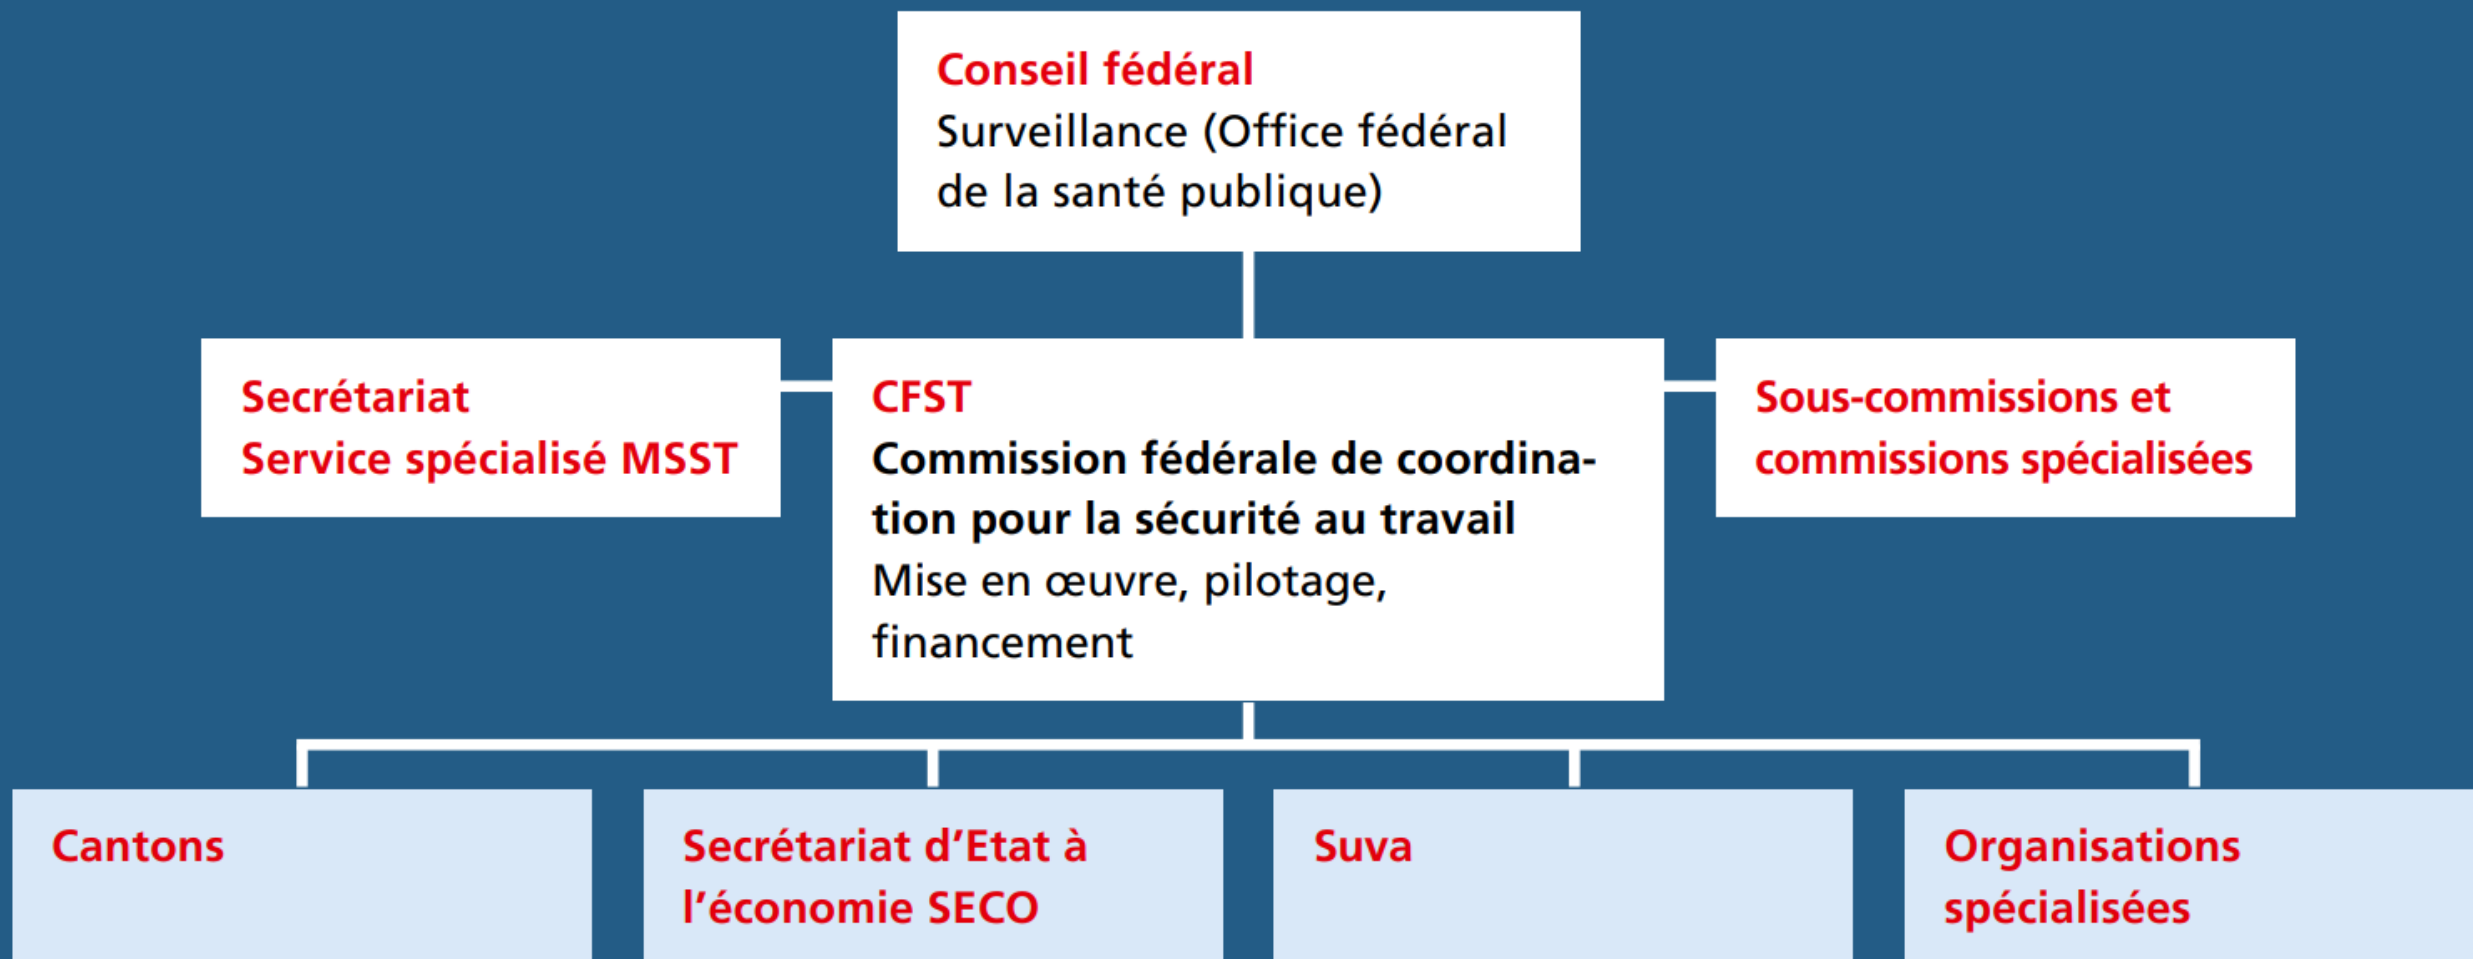 Conseil fédéral
Surveillance (Office fédéral
de la santé publique)
Secrétariat
Service spécialisé MSST
CFST
Commission fédérale de coordina-
tion pour la sécurité au travail
Mise en œuvre, pilotage,
financement
Sous-commissions et
commissions spécialisées
Cantons
Secrétariat d’Etat à
l’économie SECO
Suva
Organisations
spécialisées